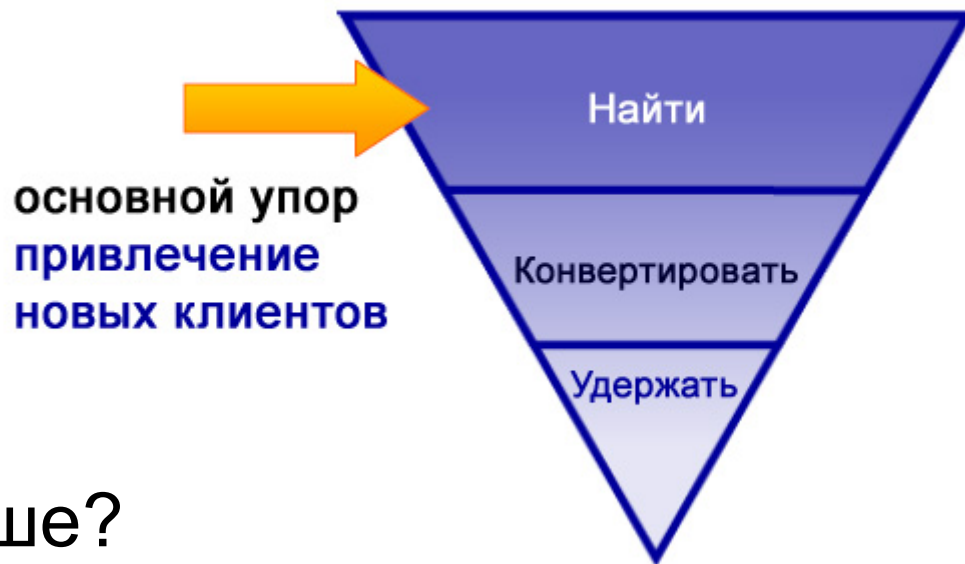 Найти
основной упор
привлечение
новых клиентов
Конвертировать
Удержать
ше?